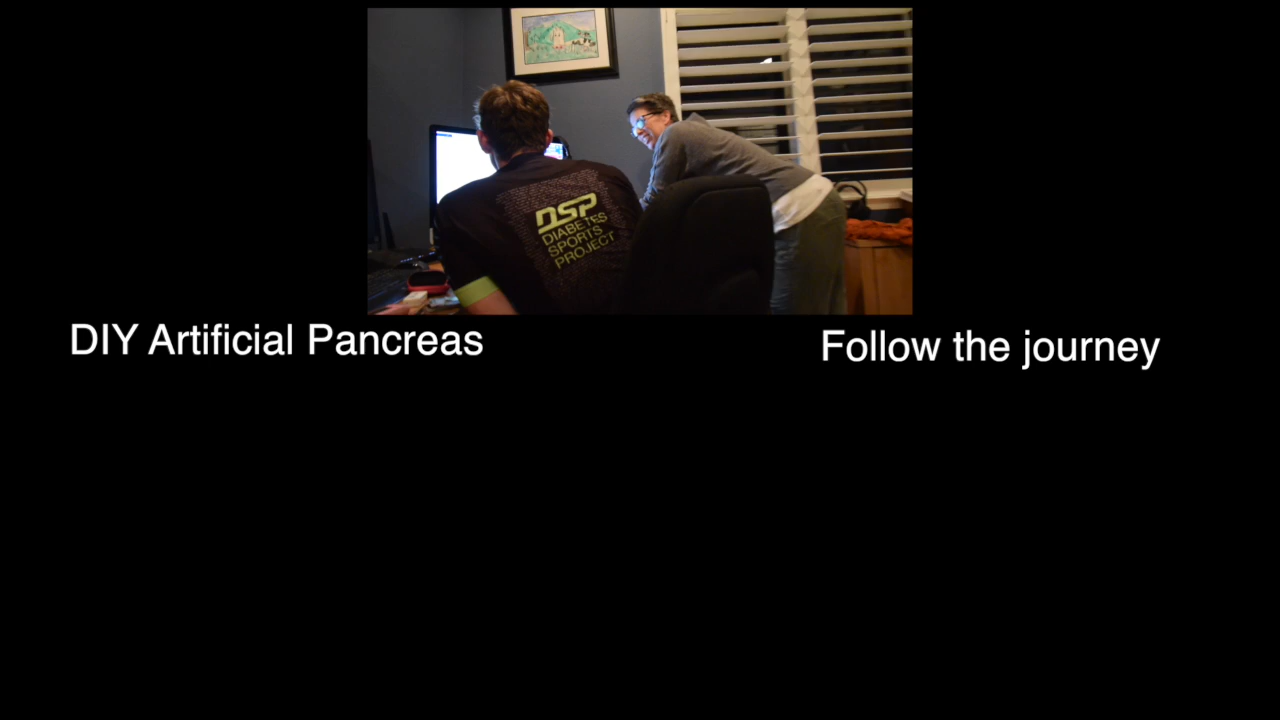 DSP
DIABETES
SPORTS
PROJECT
DIY Artificial Pancreas
Follow the journey